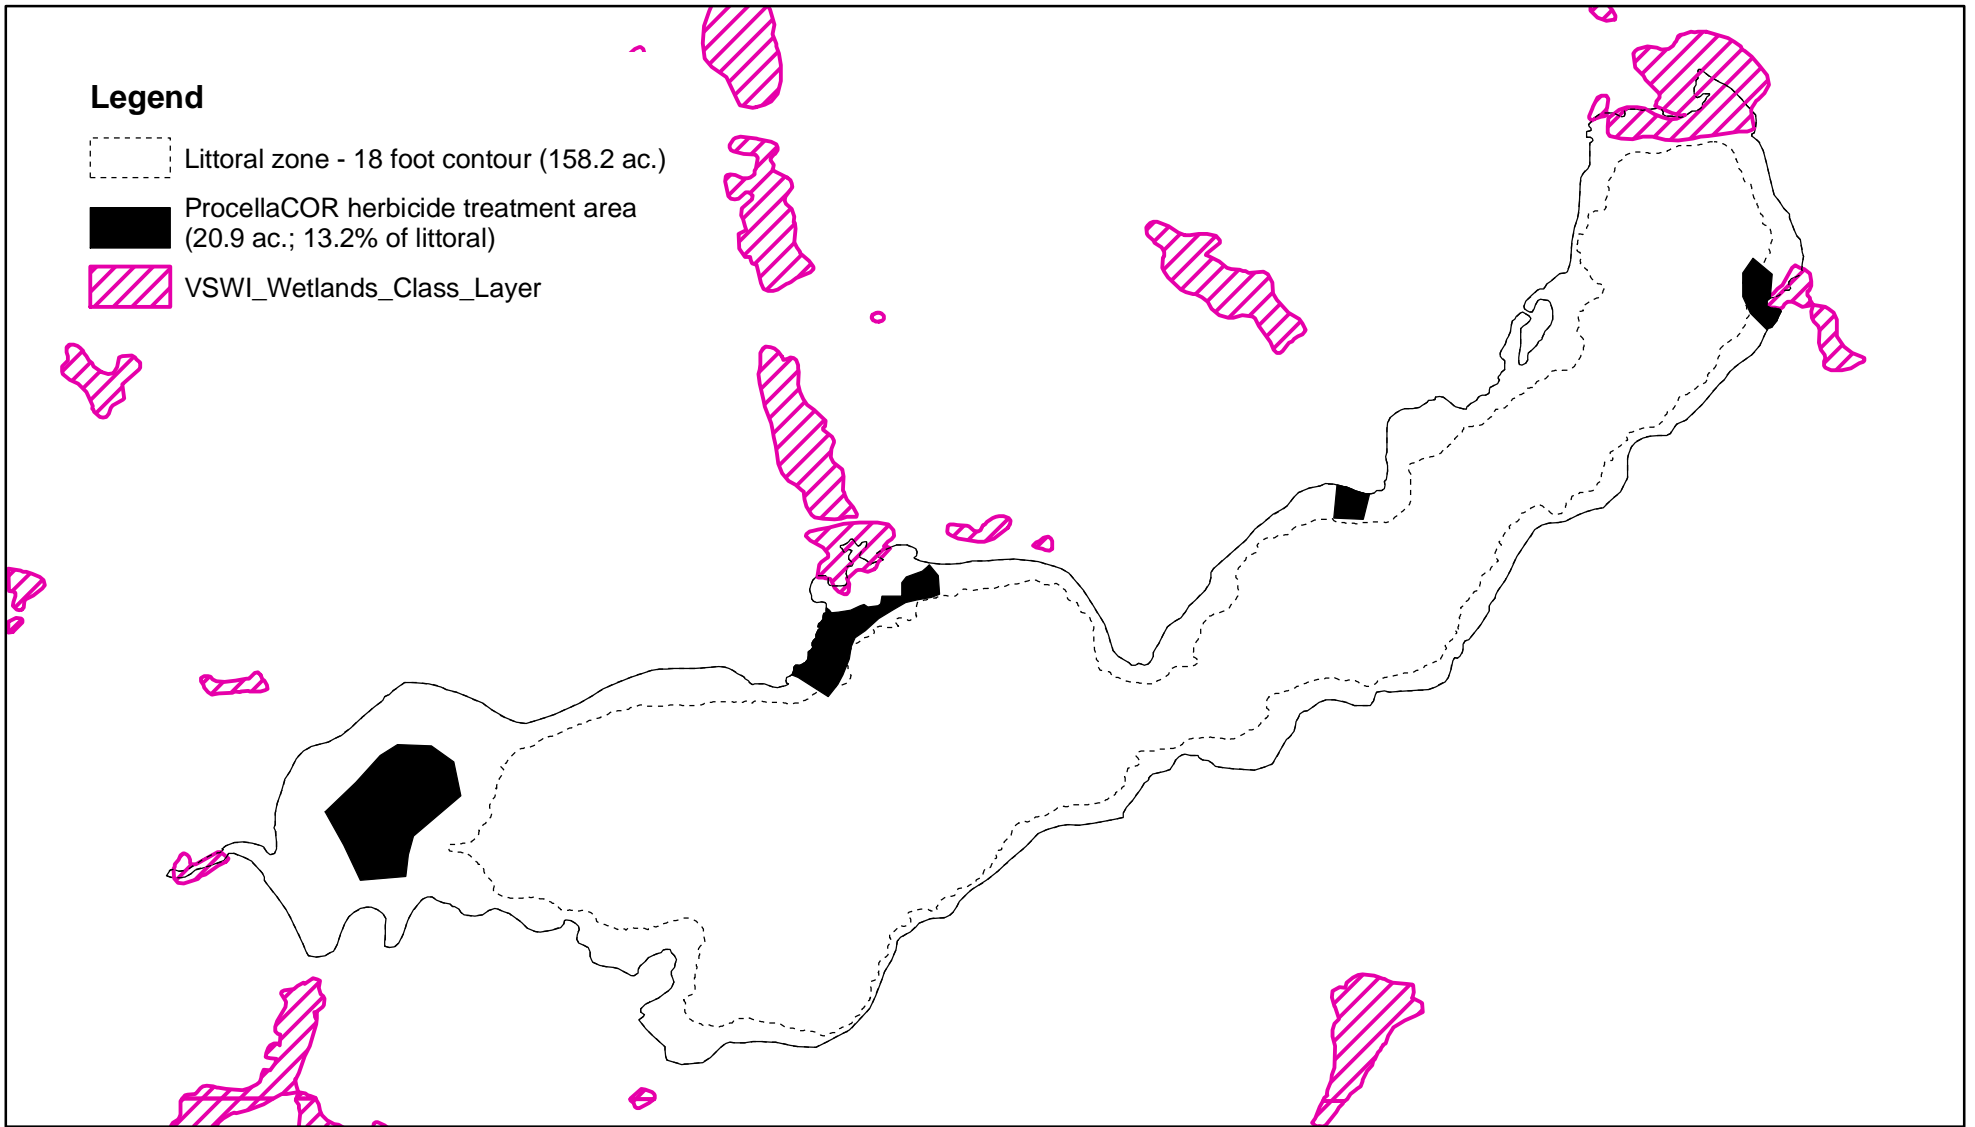 Legend
Littoral zone - 18 foot contour (158.2 ac.)
ProcellaCOR herbicide treatment area
(20.9 ac.; 13.2% of littoral)
VSWI_Wetlands_Class_Layer